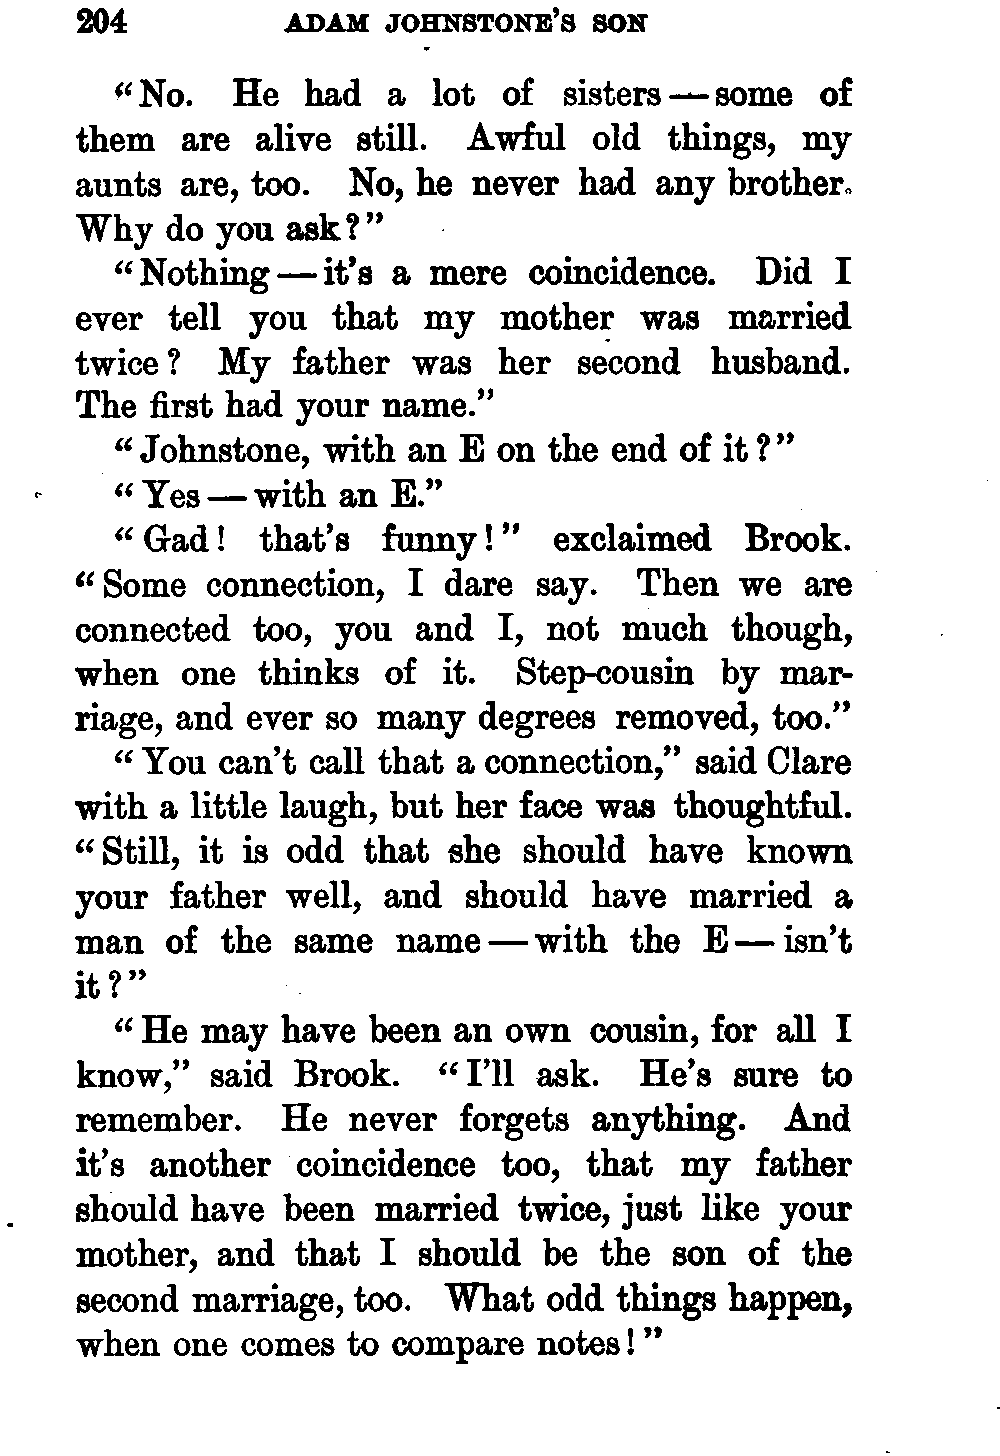 204 ADAM JOHNSTONE'S SON
“No. He had a lot of sisters — some of
them are alive still. Awful old things, my
aunts are, too. No, he never had any brother.
Why do you ask?”
“Nothing — it's a mere coincidence. Did I
ever tell you that my mother was married
twice? My father was her second husband.
The first had your name.”
“Johnstone, with an E on the end of it?”
“Yes — with an E.”
“Gad! that's funny!” exclaimed Brook.
“Some connection, I dare say. Then we are
connected too, you and I, not much though,
when one thinks of it. Step-cousin by mar-
riage, and ever so many degrees removed, too.”
“You can't call that a connection,” said Clare
with a little laugh, but her face was thoughtful.
“Still, it is odd that she should have known
your father well, and should have married a
man of the same name — with the E — isn't
it?”
“He may have been an own cousin, for all I
know,” said Brook. “I'll ask. He's sure to
remember. He never forgets anything. And
it's another coincidence too, that my father
should have been married twice, just like your
mother, and that I should be the son of the
second marriage, too. What odd things happen,
when one comes to compare notes!”